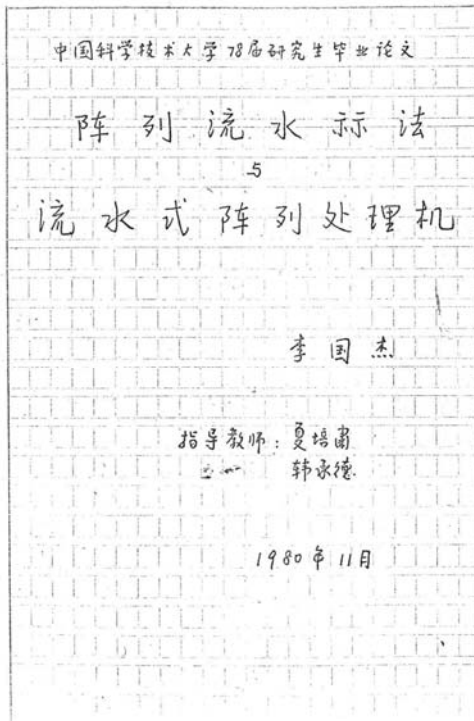 中国科学技术大学78届研究生毕业论文
阵列流水祘法
与
流水式阵列处理机
李国杰
指导教师：夏培肃
韩承德
1980年11月